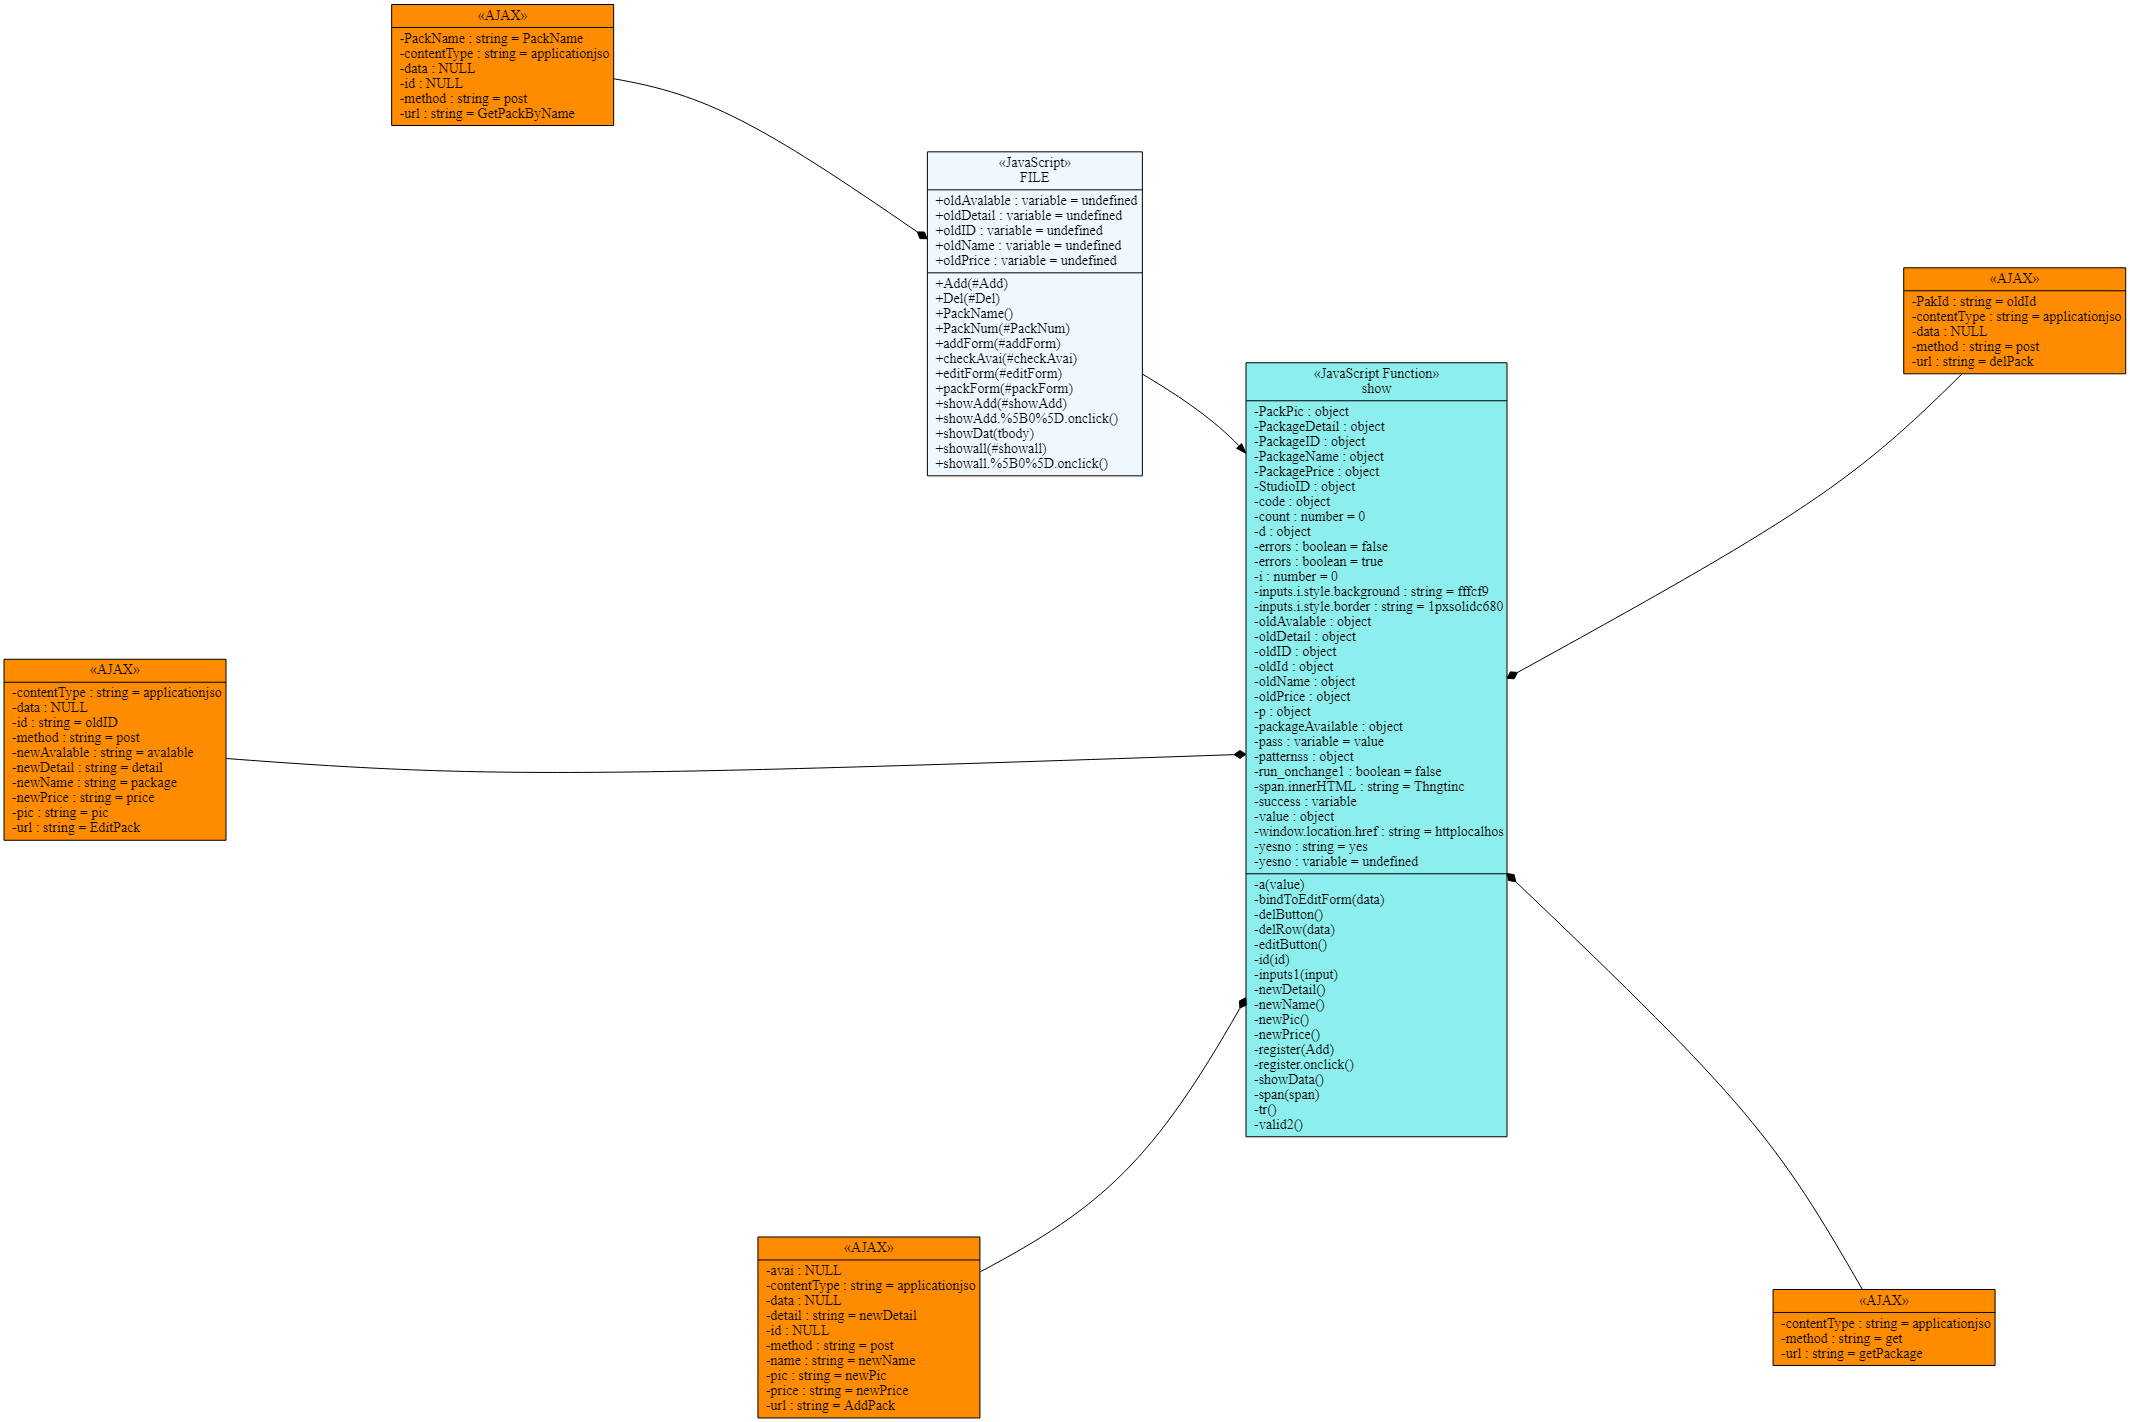 «AJAX»
-PackName : string = PackName
-contentType : string = applicationjso
-data : NULL
-id : NULL
-method : string = post
-url : string = GetPackByName
«JavaScript»
FILE
+oldAvalable : variable = undefined
+oldDetail : variable = undefined
+oldID : variable = undefined
+oldName : variable = undefined
+oldPrice : variable = undefined
+Add(#Add)
+Del(#Del)
+PackName()
+PackNum(#PackNum)
+addForm(#addForm)
+checkAvai(#checkAvai)
+editForm(#editForm)
+packForm(#packForm)
+showAdd(#showAdd)
+showAdd.%5B0%5D.onclick()
+showDat(tbody)
+showall(#showall)
+showall.%5B0%5D.onclick()
«AJAX»
-PakId : string = oldId
-contentType : string = applicationjso
-data : NULL
-method : string = post
-url : string = delPack
«JavaScript Function»
show
-PackPic : object
-PackageDetail : object
-PackageID : object
-PackageName : object
-PackagePrice : object
-StudioID : object
-code : object
-count : number = 0
-d : object
-errors : boolean = false
-errors : boolean = true
-i : number = 0
-inputs.i.style.background : string = fffcf9
-inputs.i.style.border : string = 1pxsolidc680
-oldAvalable : object
-oldDetail : object
-oldID : object
-oldId : object
-oldName : object
-oldPrice : object
-p : object
-packageAvailable : object
-pass : variable = value
-patternss : object
-run_onchange1 : boolean = false
-span.innerHTML : string = Thngtinc
-success : variable
-value : object
-window.location.href : string = httplocalhos
-yesno : string = yes
-yesno : variable = undefined
-a(value)
-bindToEditForm(data)
-delButton()
-delRow(data)
-editButton()
-id(id)
-inputs1(input)
-newDetail()
-newName()
-newPic()
-newPrice()
-register(Add)
-register.onclick()
-showData()
-span(span)
-tr()
-valid2()
«AJAX»
-contentType : string = applicationjso
-data : NULL
-id : string = oldID
-method : string = post
-newAvalable : string = avalable
-newDetail : string = detail
-newName : string = package
-newPrice : string = price
-pic : string = pic
-url : string = EditPack
«AJAX»
-avai : NULL
-contentType : string = applicationjso
-data : NULL
-detail : string = newDetail
-id : NULL
-method : string = post
-name : string = newName
-pic : string = newPic
-price : string = newPrice
-url : string = AddPack
«AJAX»
-contentType : string = applicationjso
-method : string = get
-url : string = getPackage